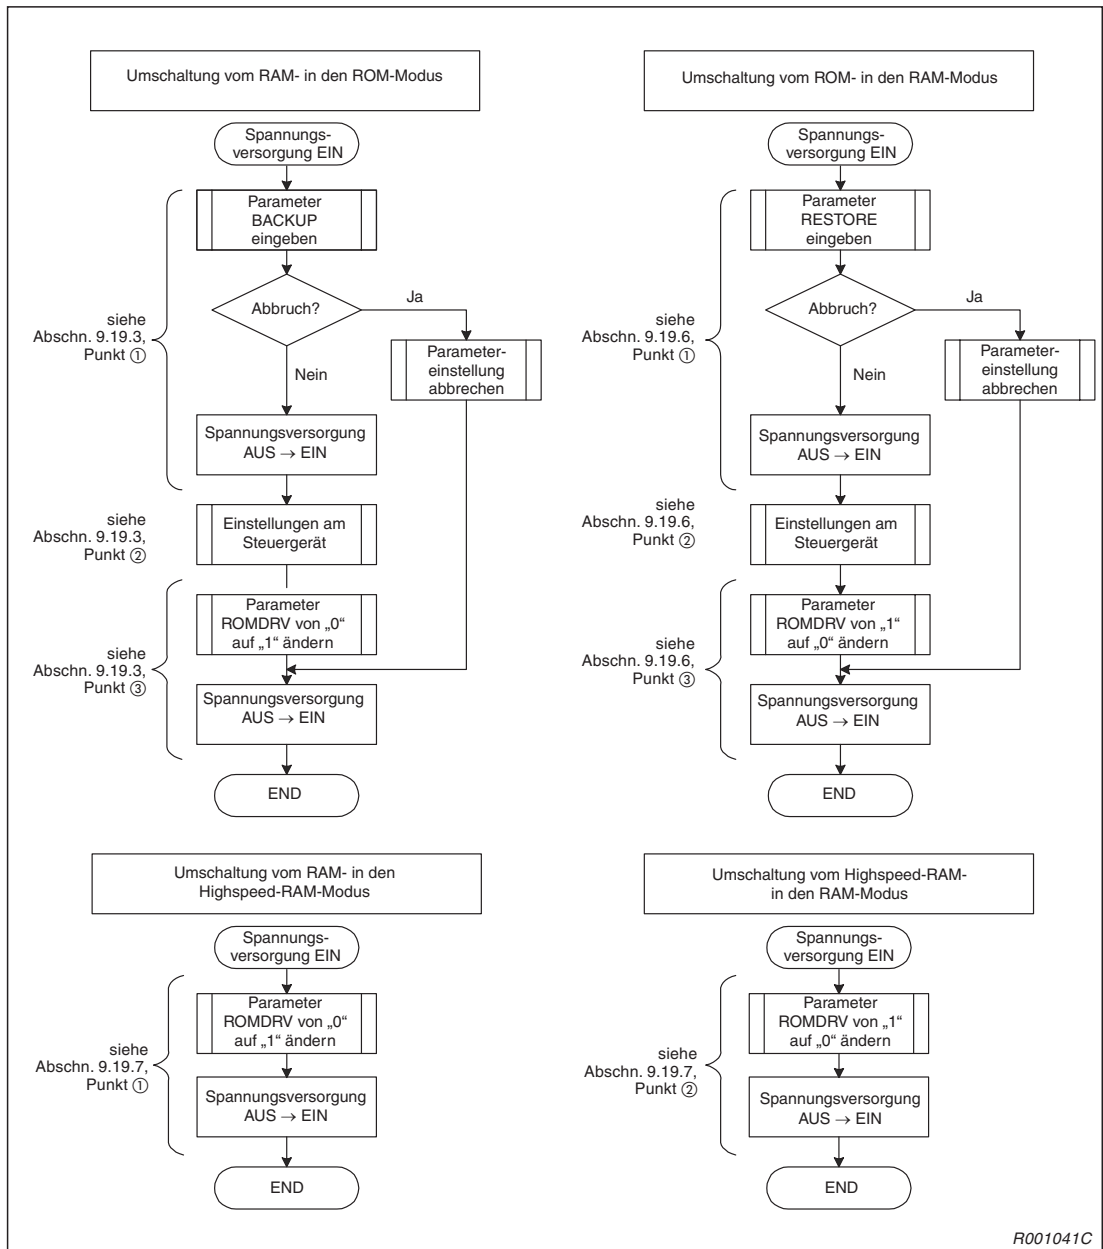 Umschaltung vom RAM- in den ROM-Modus
Spannungs-
versorgung EIN
Parameter
BACKUP
eingeben
Abbruch?
Ja
Nein
Parameter-
einstellung
abbrechen
siehe
Abschn. 9.19.3,
Punkt ①
Spannungsversorgung
AUS → EIN
siehe
Abschn. 9.19.3,
Punkt ②
Einstellungen am
Steuergerät
siehe
Abschn. 9.19.3,
Punkt ③
Parameter
ROMDRV von „0“
auf „1“ ändern
Spannungsversorgung
AUS → EIN
END
Umschaltung vom ROM- in den RAM-Modus
Spannungs-
versorgung EIN
Parameter
RESTORE
eingeben
Abbruch?
Ja
Nein
Parameter-
einstellung
abbrechen
siehe
Abschn. 9.19.6,
Punkt ①
Spannungsversorgung
AUS → EIN
siehe
Abschn. 9.19.6,
Punkt ②
Einstellungen am
Steuergerät
siehe
Abschn. 9.19.6,
Punkt ③
Parameter
ROMDRV von „1“
auf „0“ ändern
Spannungsversorgung
AUS → EIN
END
Umschaltung vom RAM- in den
Highspeed-RAM-Modus
Spannungs-
versorgung EIN
siehe
Abschn. 9.19.7,
Punkt ①
Parameter
ROMDRV von „0“
auf „1“ ändern
Spannungsversorgung
AUS → EIN
END
Umschaltung vom Highspeed-RAM-
in den RAM-Modus
Spannungs-
versorgung EIN
siehe
Abschn. 9.19.7,
Punkt ②
Parameter
ROMDRV von „1“
auf „0“ ändern
Spannungsversorgung
AUS → EIN
END
R001041C